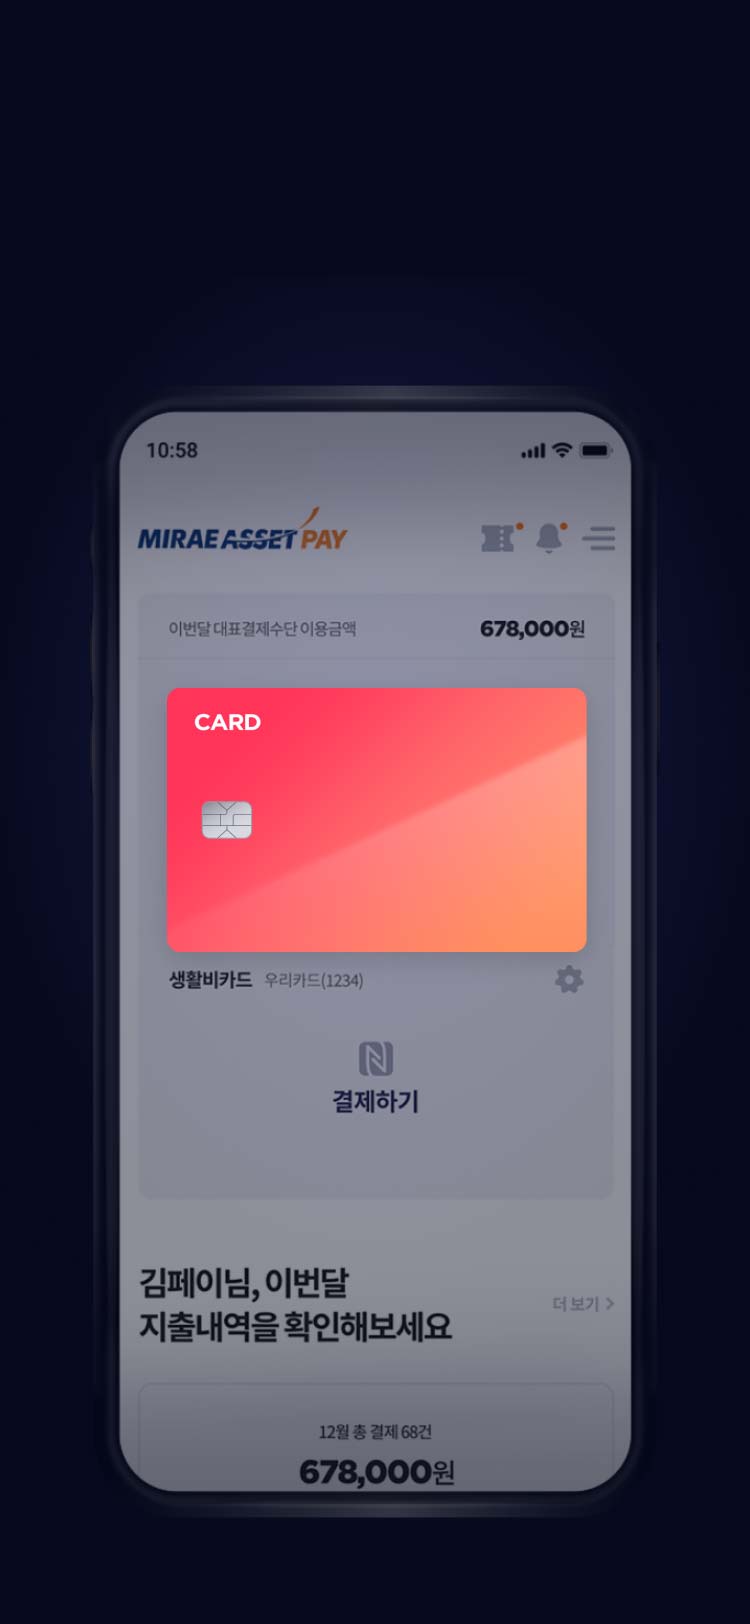 10:58
MIRAE ASSET PAY
이번달 대표결제수단 이용금액 678,000원
CARD
생활비카드 우리카드(1234)
결제하기
김페이님, 이번달
지출내역을 확인해보세요
더 보기
12월 총 결제 68건
678,000원